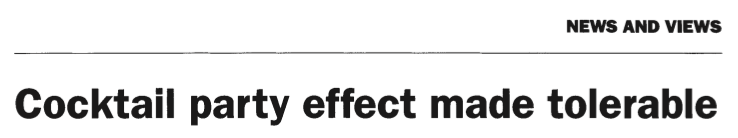 NEWS AND VIEWS
Cocktail party effect made tolerable